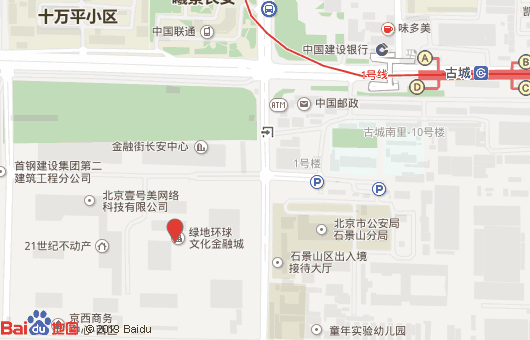 十万平小区
中国联通
味多美
中国建设银行
A
B
1号线
古城
D
C
ATM
中国邮政
古城南里-10号楼
金融街长安中心
1号楼
首钢建设集团第二
建筑工程分公司
P
P
北京壹号美网络
科技有限公司
北京市公安局
石景山分局
绿地环球
文化金融城
21世纪不动产
石景山区出入境
接待大厅
京西商务
Bai du 地图
© 2013 Baidu
童年实验幼儿园